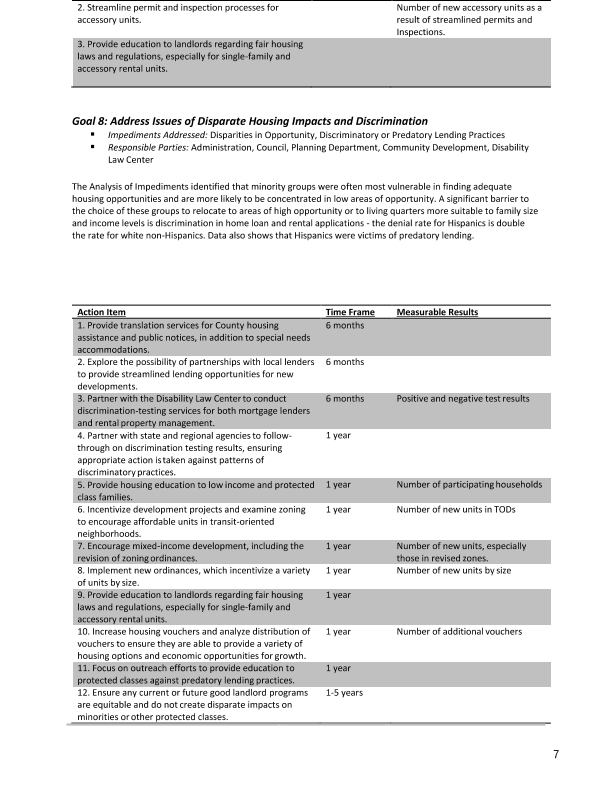 2. Streamline permit and inspection processes for
accessory units.
Number of new accessory units as a
result of streamlined permits and
Inspections.
3. Provide education to landlords regarding fair housing
laws and regulations, especially for single-family and
accessory rental units.
Goal 8: Address Issues of Disparate Housing Impacts and Discrimination
▪ Impediments Addressed: Disparities in Opportunity, Discriminatory or Predatory Lending Practices
▪ Responsible Parties: Administration, Council, Planning Department, Community Development, Disability
Law Center
The Analysis of Impediments identified that minority groups were often most vulnerable in finding adequate
housing opportunities and are more likely to be concentrated in low areas of opportunity. A significant barrier to
the choice of these groups to relocate to areas of high opportunity or to living quarters more suitable to family size
and income levels is discrimination in home loan and rental applications - the denial rate for Hispanics is double
the rate for white non-Hispanics. Data also shows that Hispanics were victims of predatory lending.
Action Item Time Frame Measurable Results
1. Provide translation services for County housing
assistance and public notices, in addition to special needs
accommodations.
6 months
2. Explore the possibility of partnerships with local lenders
to provide streamlined lending opportunities for new
developments.
6 months
3. Partner with the Disability Law Center to conduct
discrimination-testing services for both mortgage lenders
and rental property management.
6 months
Positive and negative test results
4. Partner with state and regional agencies to follow-
through on discrimination testing results, ensuring
appropriate action is taken against patterns of
discriminatory practices.
1 year
5. Provide housing education to low income and protected
class families.
1 year
Number of participating households
6. Incentivize development projects and examine zoning
to encourage affordable units in transit-oriented
neighborhoods.
1 year
Number of new units in TODs
7. Encourage mixed-income development, including the
revision of zoning ordinances.
1 year
Number of new units, especially
those in revised zones.
8. Implement new ordinances, which incentivize a variety
of units by size.
1 year
Number of new units by size
9. Provide education to landlords regarding fair housing
laws and regulations, especially for single-family and
accessory rental units.
1 year
10. Increase housing vouchers and analyze distribution of
vouchers to ensure they are able to provide a variety of
housing options and economic opportunities for growth.
1 year
Number of additional vouchers
11. Focus on outreach efforts to provide education to
protected classes against predatory lending practices.
1 year
12. Ensure any current or future good landlord programs
are equitable and do not create disparate impacts on
minorities or other protected classes.
1-5 years
7